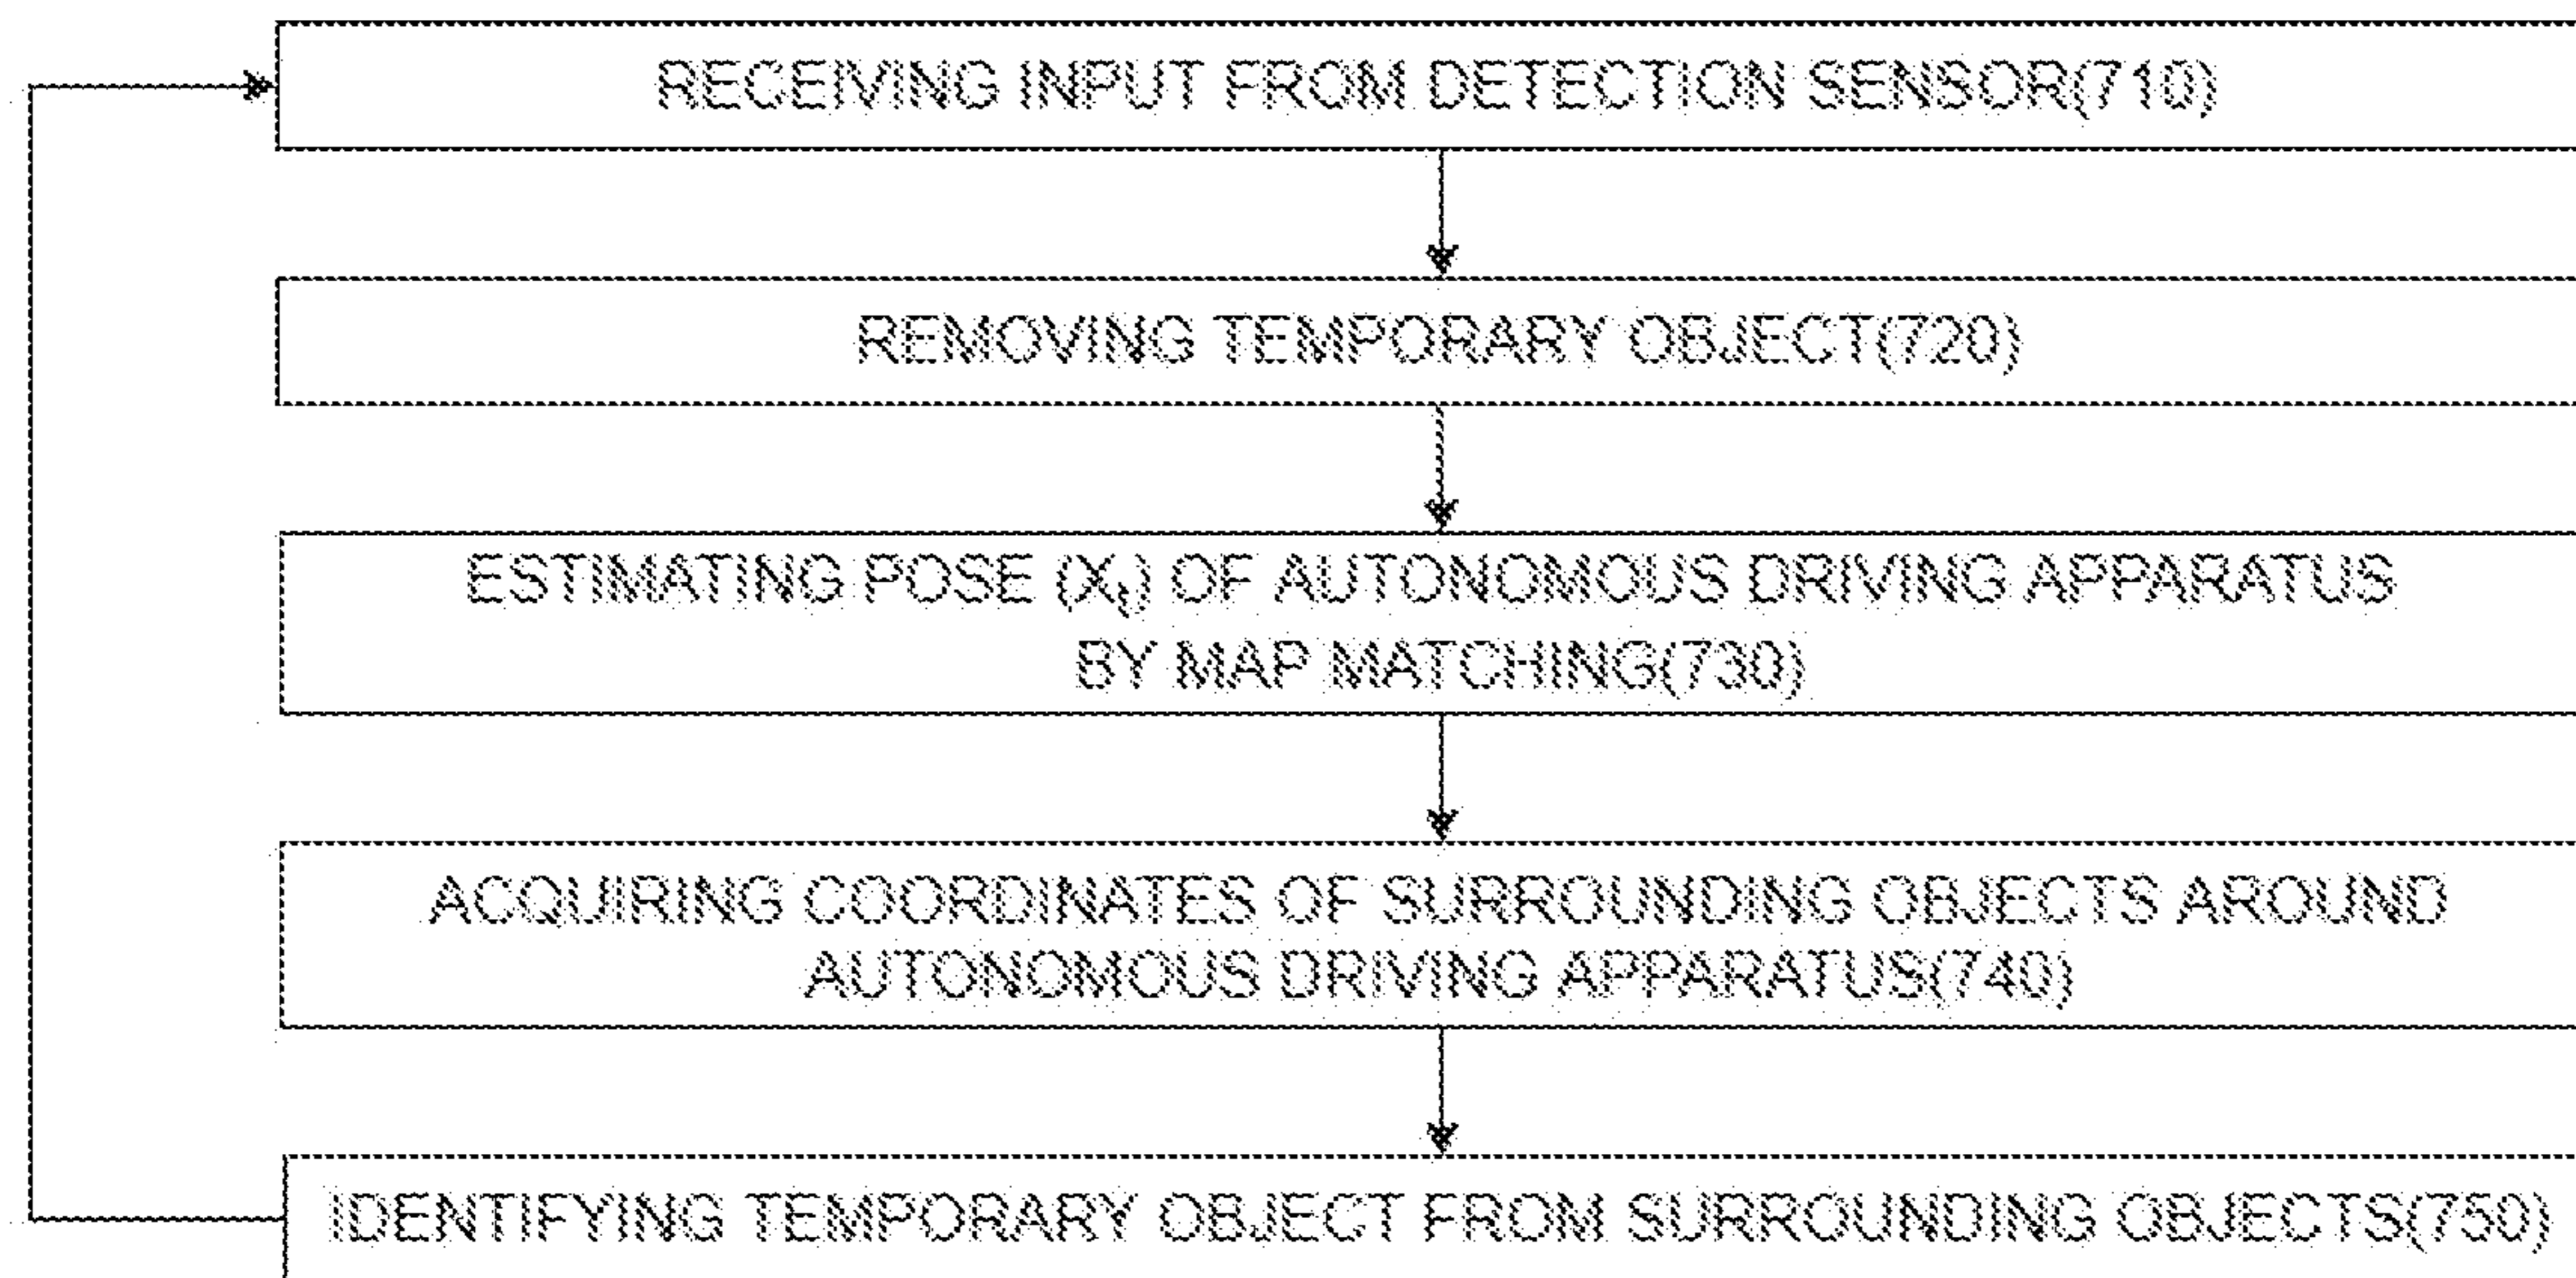 RECEIVING INPUT FROM DETECTION SENSOR(710)
REMOVING TEMPORARY OBJECT(720)
ESTIMATING POSE (Xt) OF AUTONOMOUS DRIVING APPARATUS
BY MAP MATCHING(730)
ACQUIRING COORDINATES OF SURROUNDING OBJECTS AROUND
AUTONOMOUS DRIVING APPARATUS(740)
IDENTIFYING TEMPORARY OBJECT FROM SURROUNDING OBJECTS(750)